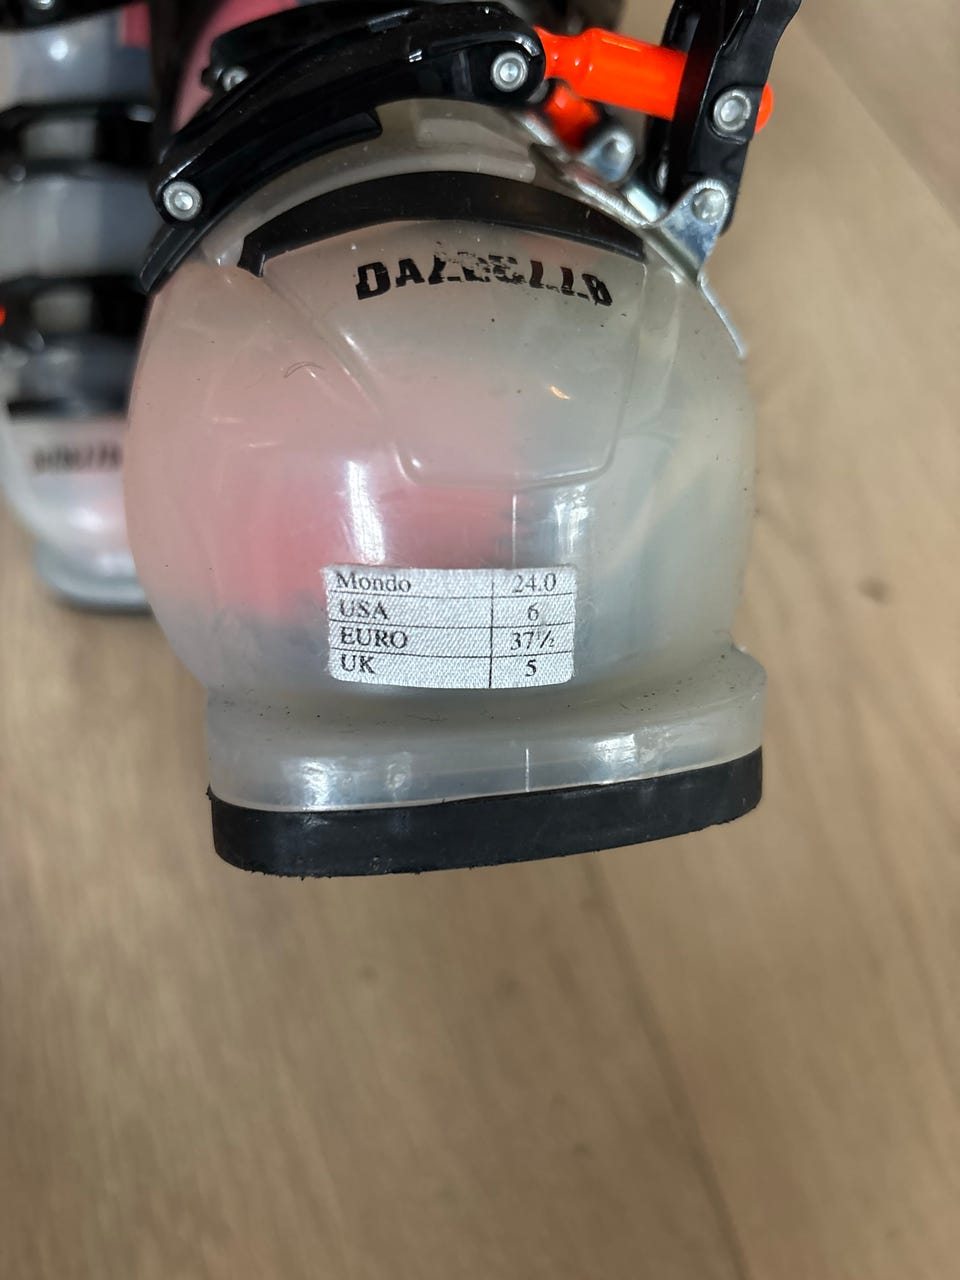 DALBELLO
Mondo 24.0
USA 6
EURO 37½
UK 5